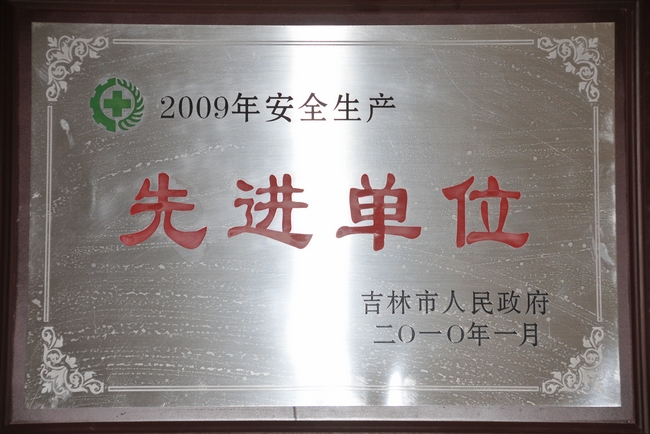 2009年安全生产
先进单位
吉林市人民政府
二〇一〇年一月